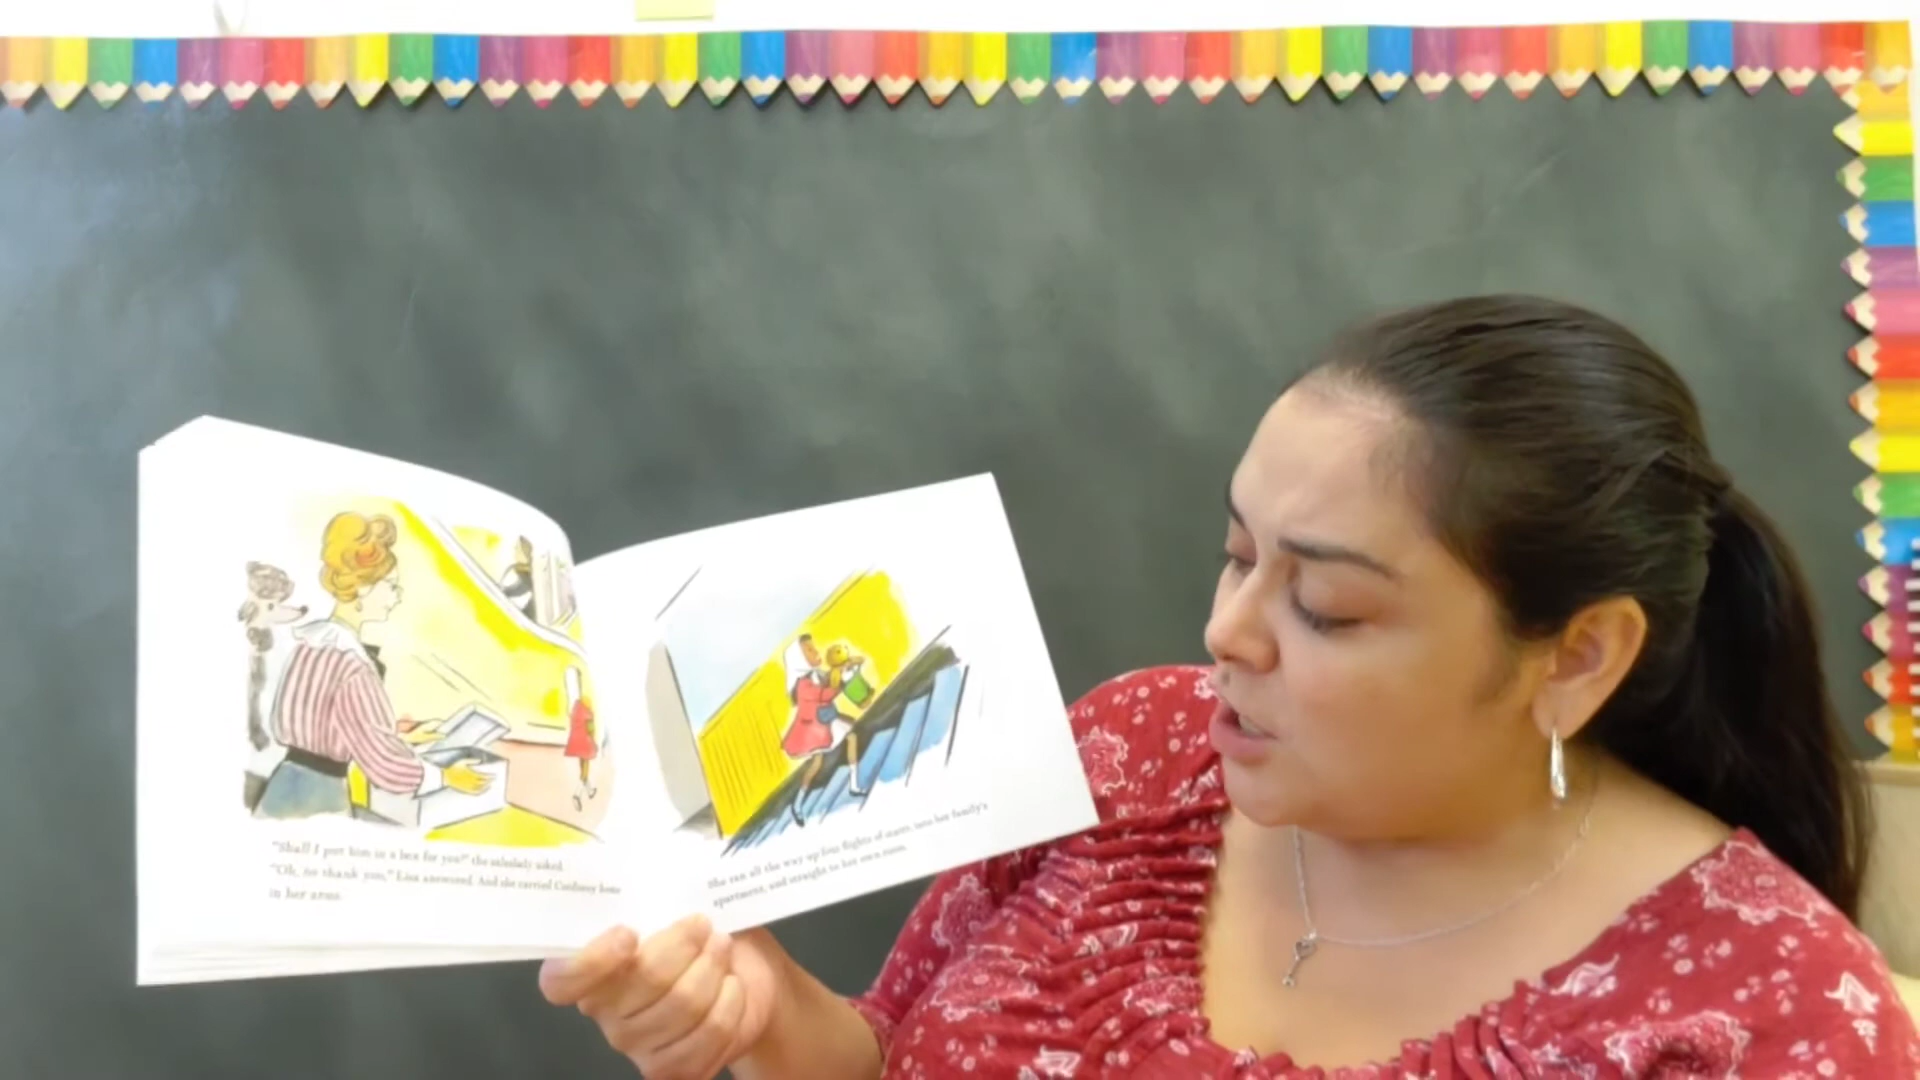 "Shall I put him in a box for you?" the saleslady asked.
"Oh, no thank you," Lisa answered. And she carried Corduroy home
in her arms.
She ran all the way up four flights of stairs, into her family's
apartment, and straight to her own room.